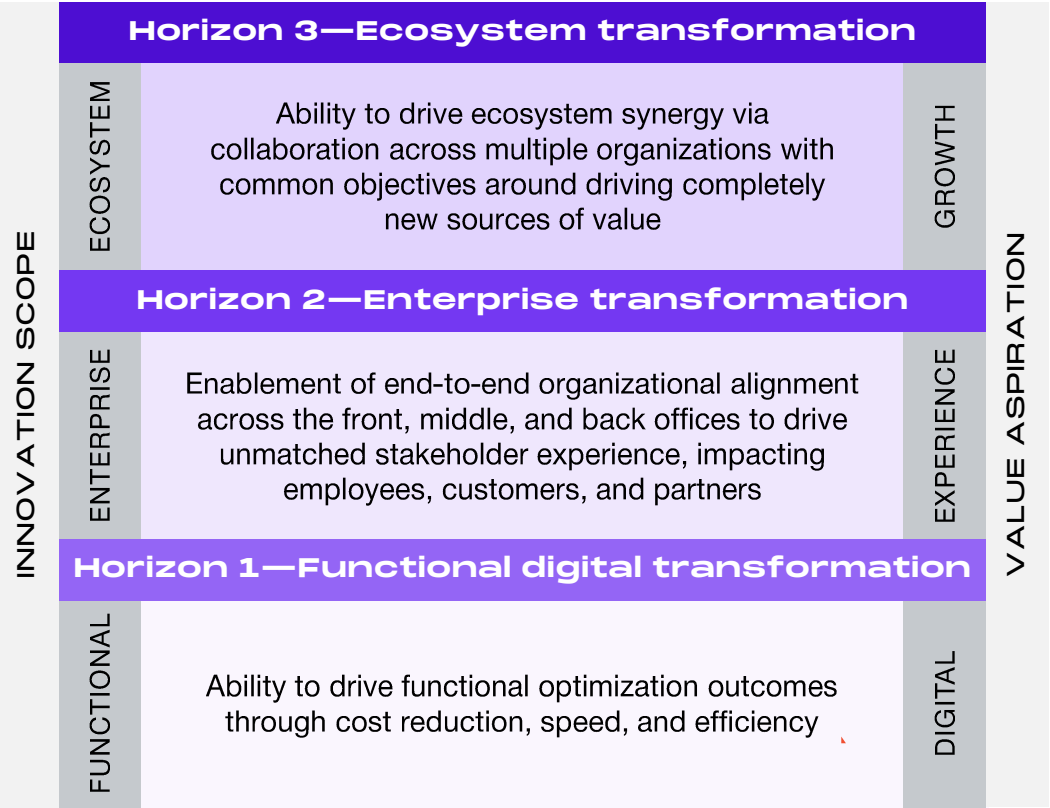 Horizon 3—Ecosystem transformation
INNOVATION SCOPE
ECOSYSTEM
Ability to drive ecosystem synergy via
collaboration across multiple organizations with
common objectives around driving completely
new sources of value
GROWTH
VALUE ASPIRATION
Horizon 2—Enterprise transformation
ENTERPRISE
Enablement of end-to-end organizational alignment
across the front, middle, and back offices to drive
unmatched stakeholder experience, impacting
employees, customers, and partners
EXPERIENCE
Horizon 1—Functional digital transformation
FUNCTIONAL
Ability to drive functional optimization outcomes
through cost reduction, speed, and efficiency
DIGITAL